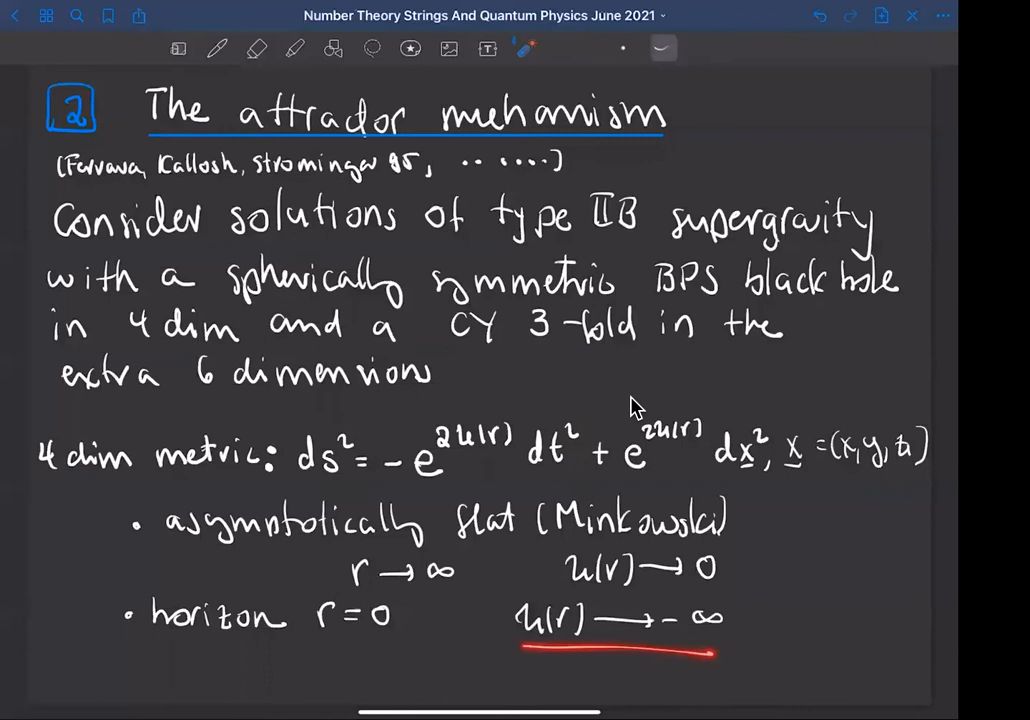 Number Theory Strings And Quantum Physics June 2021
2 The attractor mechanism
(Ferrara, Kallosh, Strominger 95, .. .....)
Consider solutions of type IIB supergravity
with a spherically symmetric BPS black hole
in 4 dim and a CY 3-fold in the
extra 6 dimensions
4 dim metric: ds² = - e^{2u(r)} dt² + e^{2u(r)} dx², x = (x, y, z)
• asymptotically flat (Minkowski)
r → ∞ u(r) → 0
• horizon r = 0 u(r) → - ∞